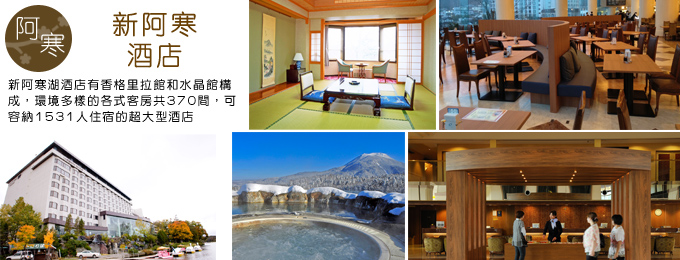 阿寒
新阿寒
酒店
新阿寒湖酒店有香格里拉館和水晶館構
成，環境多樣的各式客房共370間，可
容納1531人住宿的超大型酒店